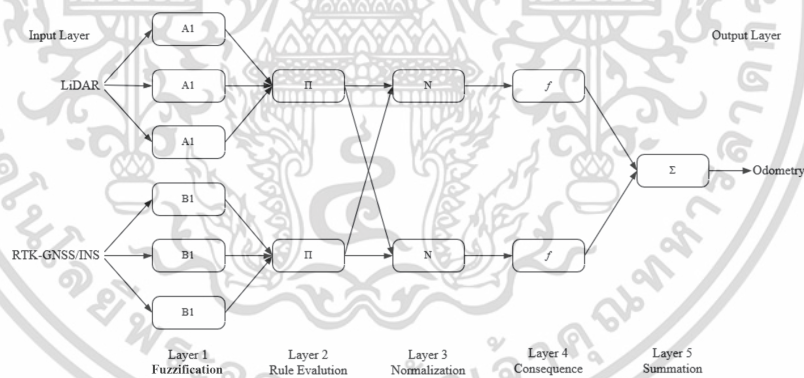 Input Layer
Output Layer
A1
LiDAR
A1
Π
N
f
A1
Σ
Odometry
B1
RTK-GNSS/INS
B1
Π
N
f
B1
Layer 1
Fuzzification
Layer 2
Rule Evalution
Layer 3
Normalization
Layer 4
Consequence
Layer 5
Summation